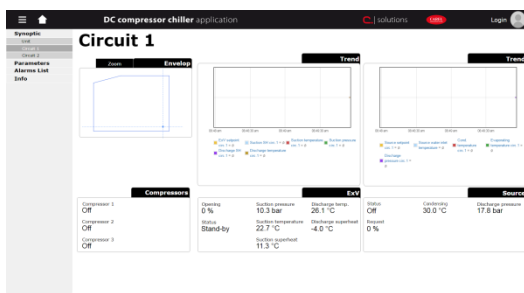 DC compressor chiller application
solutions
Login
Synoptic
Unit
Circuit 1
Circuit 2
Parameters
Alarms List
Info
Circuit 1
Zoom
Envelop
Trend
Trend
Compressors
Compressor 1
Off
Compressor 2
Off
Compressor 3
Off
ExV
Opening
0 %
Suction pressure
10.3 bar
Discharge temp.
26.1 °C
Status
Stand-by
Suction temperature
22.7 °C
Discharge superheat
-4.0 °C
Suction superheat
11.3 °C
Source
Status
Off
Condensing
30.0 °C
Discharge pressure
17.8 bar
Request
0 %